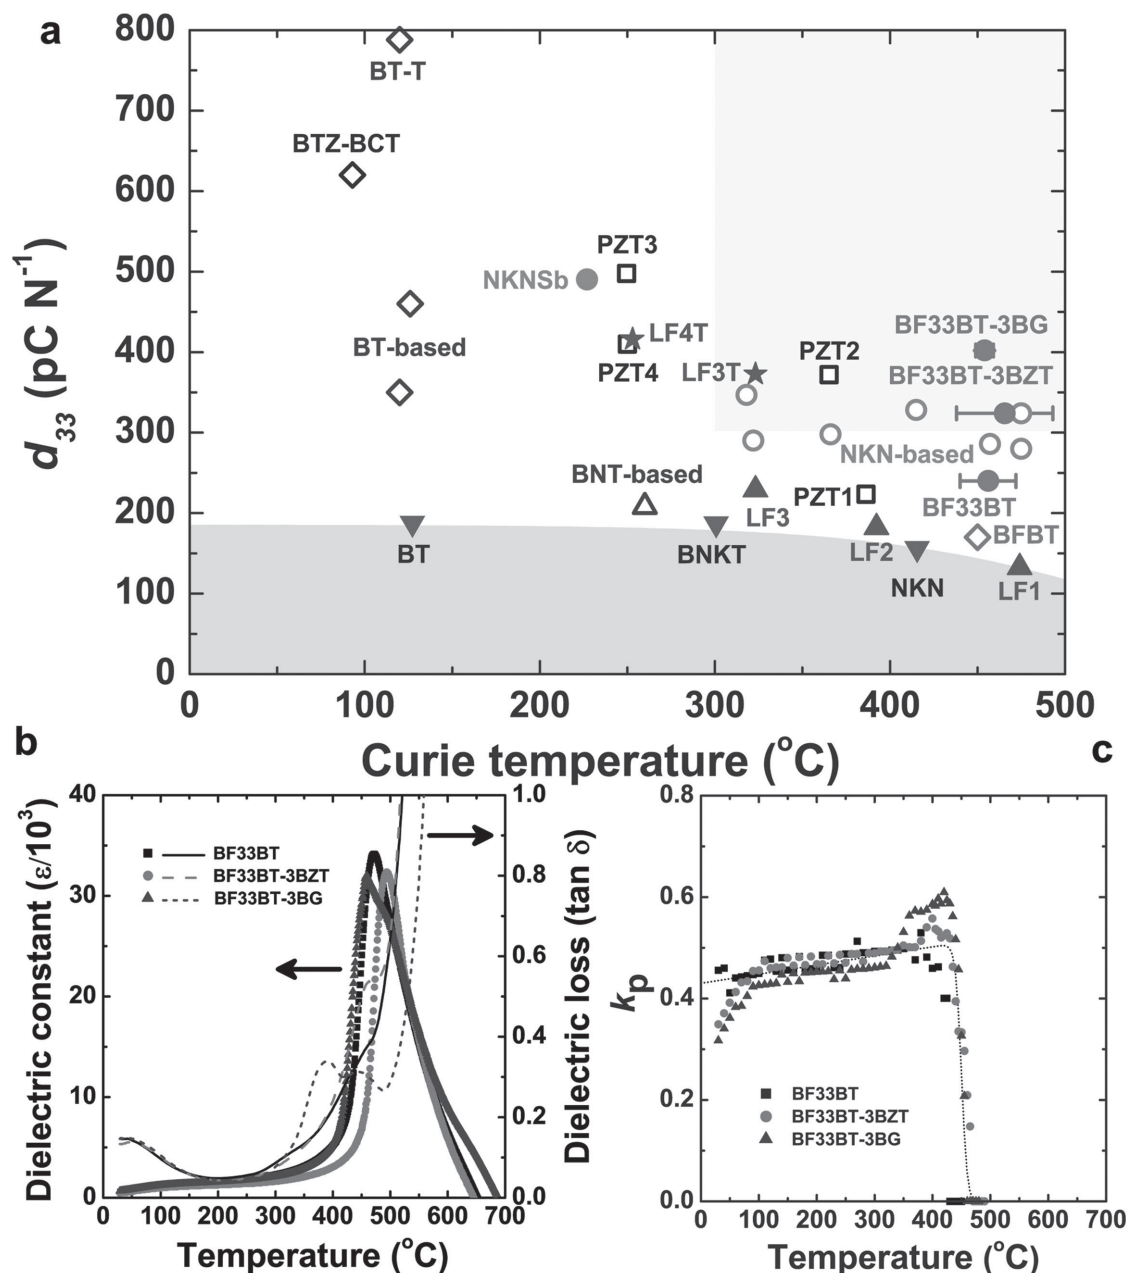 a
800
700
600
500
400
300
200
100
0
d33 (pC N-1)
BT-T
BTZ-BCT
PZT3
NKNSb
BF33BT-3BG
LF4T
BT-based
PZT4
LF3T
PZT2
BF33BT-3BZT
BNT-based
NKN-based
PZT1
LF3
BF33BT
BT
BNKT
LF2
BFBT
NKN
LF1
0 100 200 300 400 500
Curie temperature (oC)
b
40
30
20
10
0
Dielectric constant (ε/103)
BF33BT
BF33BT-3BZT
BF33BT-3BG
1.0
0.8
0.6
0.4
0.2
0.0
Dielectric loss (tan δ)
0 100 200 300 400 500 600 700
Temperature (oC)
c
0.8
0.6
0.4
0.2
0.0
kp
BF33BT
BF33BT-3BZT
BF33BT-3BG
0 100 200 300 400 500 600 700
Temperature (oC)